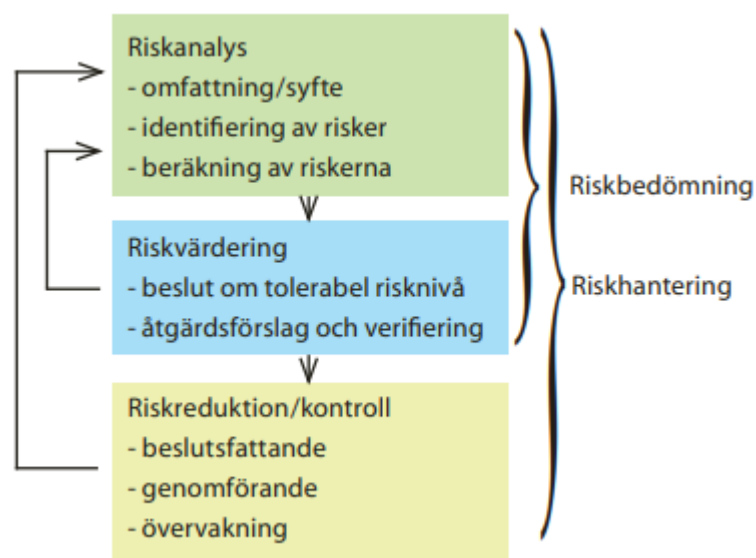 Riskanalys
- omfattning/syfte
- identifiering av risker
- beräkning av riskerna
Riskvärdering
- beslut om tolerabel risknivå
- åtgärdsförslag och verifiering
Riskreduktion/kontroll
- beslutsfattande
- genomförande
- övervakning
Riskbedömning
Riskhantering